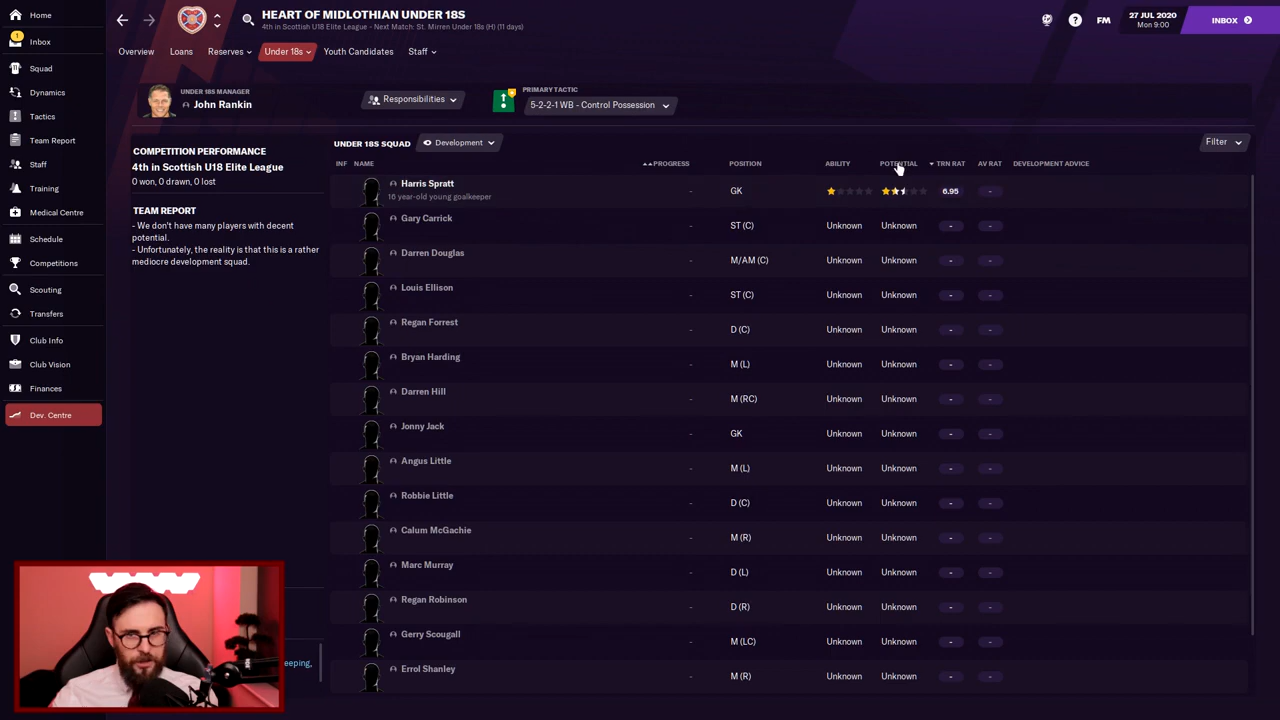 HEART OF MIDLOTHIAN UNDER 18S
4th in Scottish U18 Elite League - Next Match: St. Mirren Under 18s (H) (11 days)
FM
27 JUL 2020
Mon 9:00
INBOX
Home
1
Inbox
Squad
Dynamics
Tactics
Team Report
Staff
Training
Medical Centre
Schedule
Competitions
Scouting
Transfers
Club Info
Club Vision
Finances
Dev. Centre
Overview Loans Reserves Under 18s Youth Candidates Staff
UNDER 18S MANAGER
John Rankin
Responsibilities
PRIMARY TACTIC
5-2-2-1 WB - Control Possession
COMPETITION PERFORMANCE
4th in Scottish U18 Elite League
0 won, 0 drawn, 0 lost
TEAM REPORT
- We don't have many players with decent
potential.
- Unfortunately, the reality is that this is a rather
mediocre development squad.
eeping,
UNDER 18S SQUAD Development Filter
INF NAME PROGRESS POSITION ABILITY POTENTIAL TRN RAT AV RAT DEVELOPMENT ADVICE
Harris Spratt
16 year-old young goalkeeper
- GK 6.95 -
Gary Carrick
- ST (C) Unknown Unknown - -
Darren Douglas
- M/AM (C) Unknown Unknown - -
Louis Ellison
- ST (C) Unknown Unknown - -
Regan Forrest
- D (C) Unknown Unknown - -
Bryan Harding
- M (L) Unknown Unknown - -
Darren Hill
- M (RC) Unknown Unknown - -
Jonny Jack
- GK Unknown Unknown - -
Angus Little
- M (L) Unknown Unknown - -
Robbie Little
- D (C) Unknown Unknown - -
Calum McGachie
- M (R) Unknown Unknown - -
Marc Murray
- D (L) Unknown Unknown - -
Regan Robinson
- D (R) Unknown Unknown - -
Gerry Scougall
- M (LC) Unknown Unknown - -
Errol Shanley
- M (R) Unknown Unknown - -